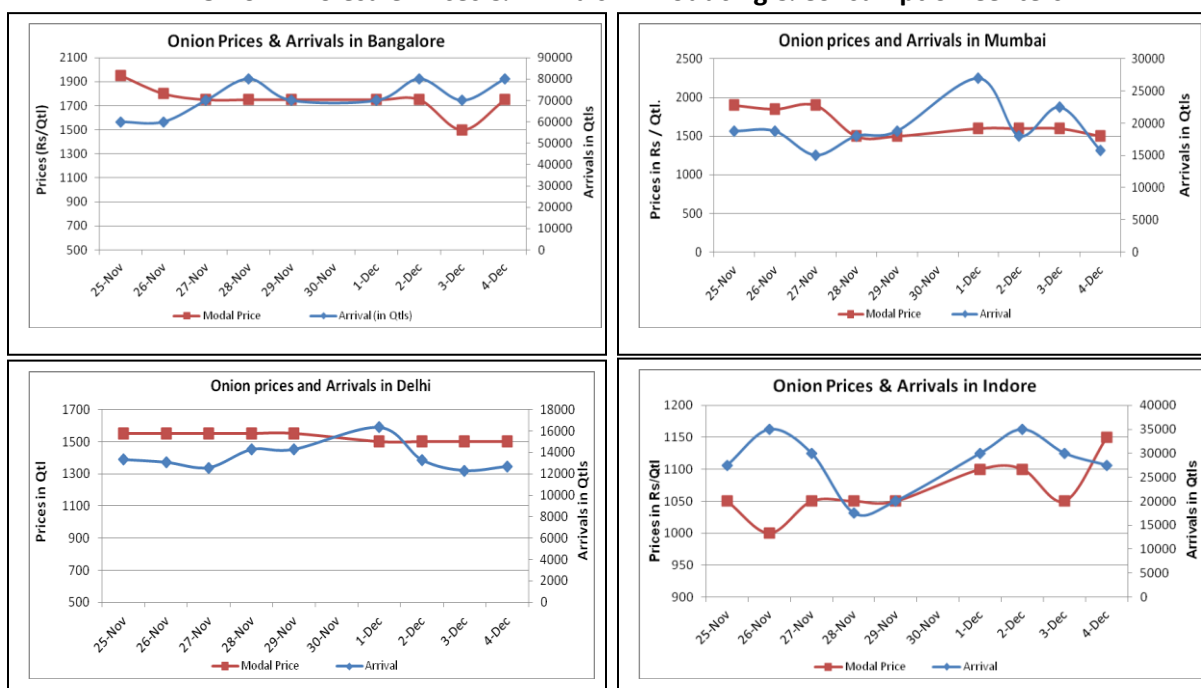 Onion Prices & Arrivals in Bangalore
Prices (Rs/Qtl)
2100
1900
1700
1500
1300
1100
900
700
500
90000
80000
70000
60000
50000
40000
30000
20000
10000
0
Arrivals in Qtls
25-Nov
26-Nov
27-Nov
28-Nov
29-Nov
30-Nov
1-Dec
2-Dec
3-Dec
4-Dec
Modal Price
Arrival (in Qtls)
Onion prices and Arrivals in Mumbai
Prices in Rs / Qtl.
2500
2000
1500
1000
500
0
30000
25000
20000
15000
10000
5000
0
Arrivals in Qtls
25-Nov
26-Nov
27-Nov
28-Nov
29-Nov
30-Nov
1-Dec
2-Dec
3-Dec
4-Dec
Modal Price
Arrival
Onion prices and Arrivals in Delhi
Prices in Qtl
1700
1500
1300
1100
900
700
500
18000
16000
14000
12000
10000
8000
6000
4000
2000
0
Arrivals in Qtls
25-Nov
26-Nov
27-Nov
28-Nov
29-Nov
30-Nov
1-Dec
2-Dec
3-Dec
4-Dec
Modal Price
Arrival
Onion Prices & Arrivals in Indore
Prices in Rs/Qtl
1200
1150
1100
1050
1000
950
900
40000
35000
30000
25000
20000
15000
10000
5000
0
Arrivals in Qtls
25-Nov
26-Nov
27-Nov
28-Nov
29-Nov
30-Nov
1-Dec
2-Dec
3-Dec
4-Dec
Modal Price
Arrival